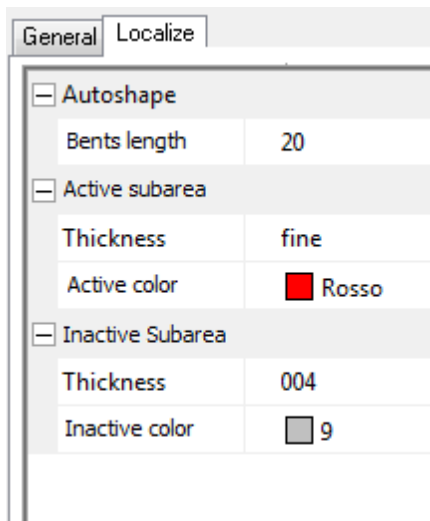 General Localize
Autoshape
Bents length 20
Active subarea
Thickness fine
Active color Rosso
Inactive Subarea
Thickness 004
Inactive color 9